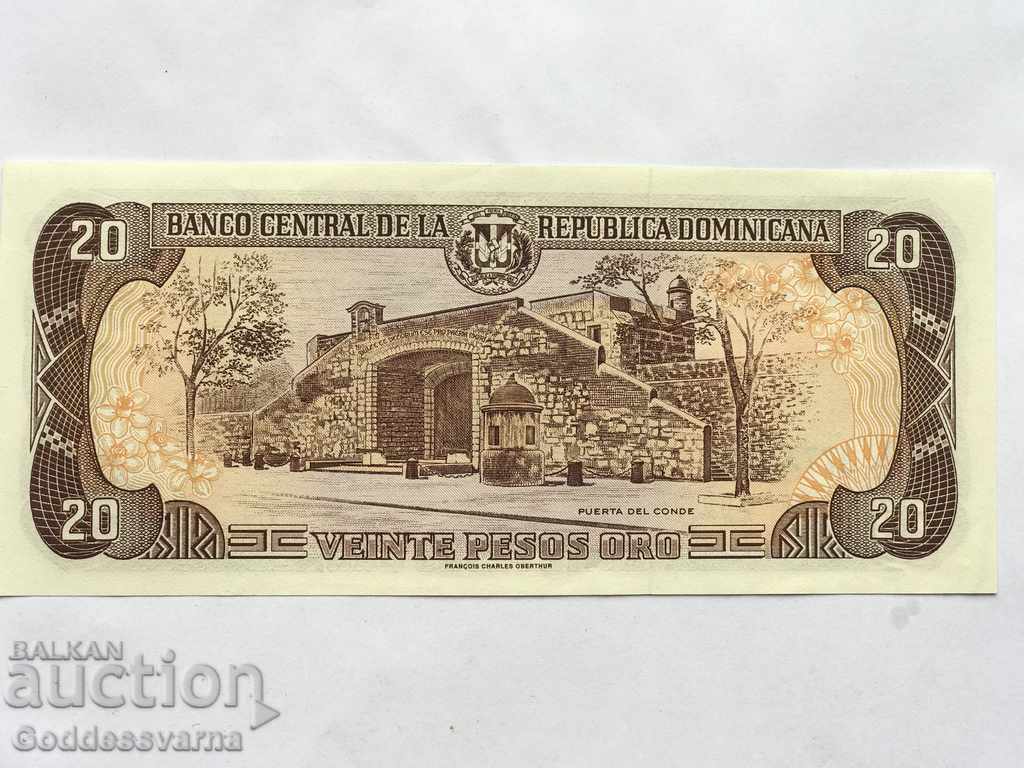 20 BANCO CENTRAL DE LA REPUBLICA DOMINICANA 20
PUERTA DEL CONDE
20 VEINTE PESOS ORO 20
FRANÇOIS CHARLES OBERTHUR
BALKAN
auction
Goddessvarna